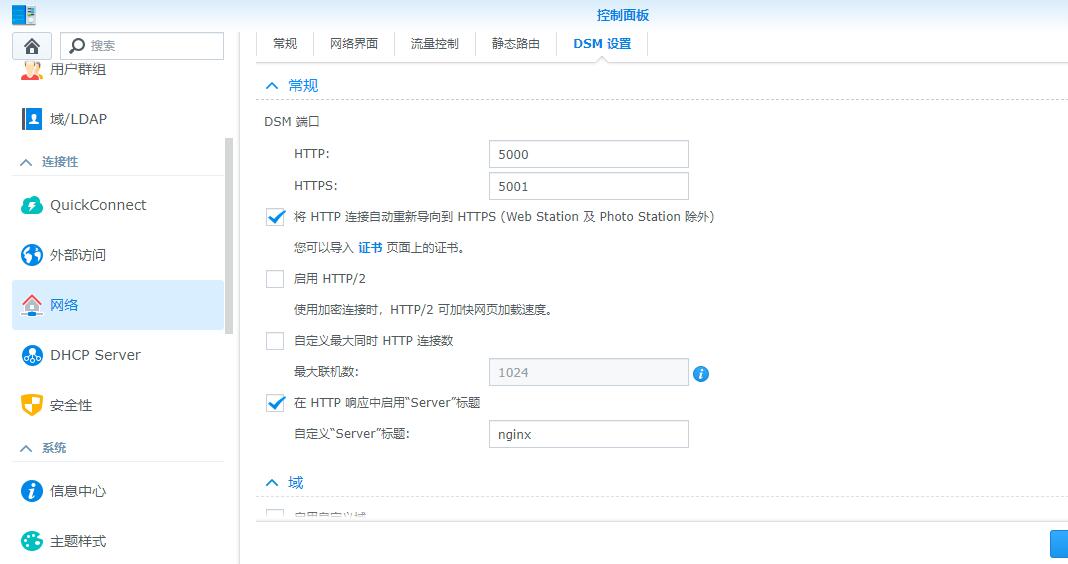 控制面板
搜索
用户群组
域/LDAP
连接性
QuickConnect
外部访问
网络
DHCP Server
安全性
系统
信息中心
主题样式
常规 网络界面 流量控制 静态路由 DSM 设置
常规
DSM 端口
HTTP: 5000
HTTPS: 5001
将 HTTP 连接自动重新导向到 HTTPS (Web Station 及 Photo Station 除外)
您可以导入 证书 页面上的证书。
启用 HTTP/2
使用加密连接时，HTTP/2 可加快网页加载速度。
自定义最大同时 HTTP 连接数
最大联机数: 1024
在 HTTP 响应中启用“Server”标题
自定义“Server”标题: nginx
域
启用自定义域